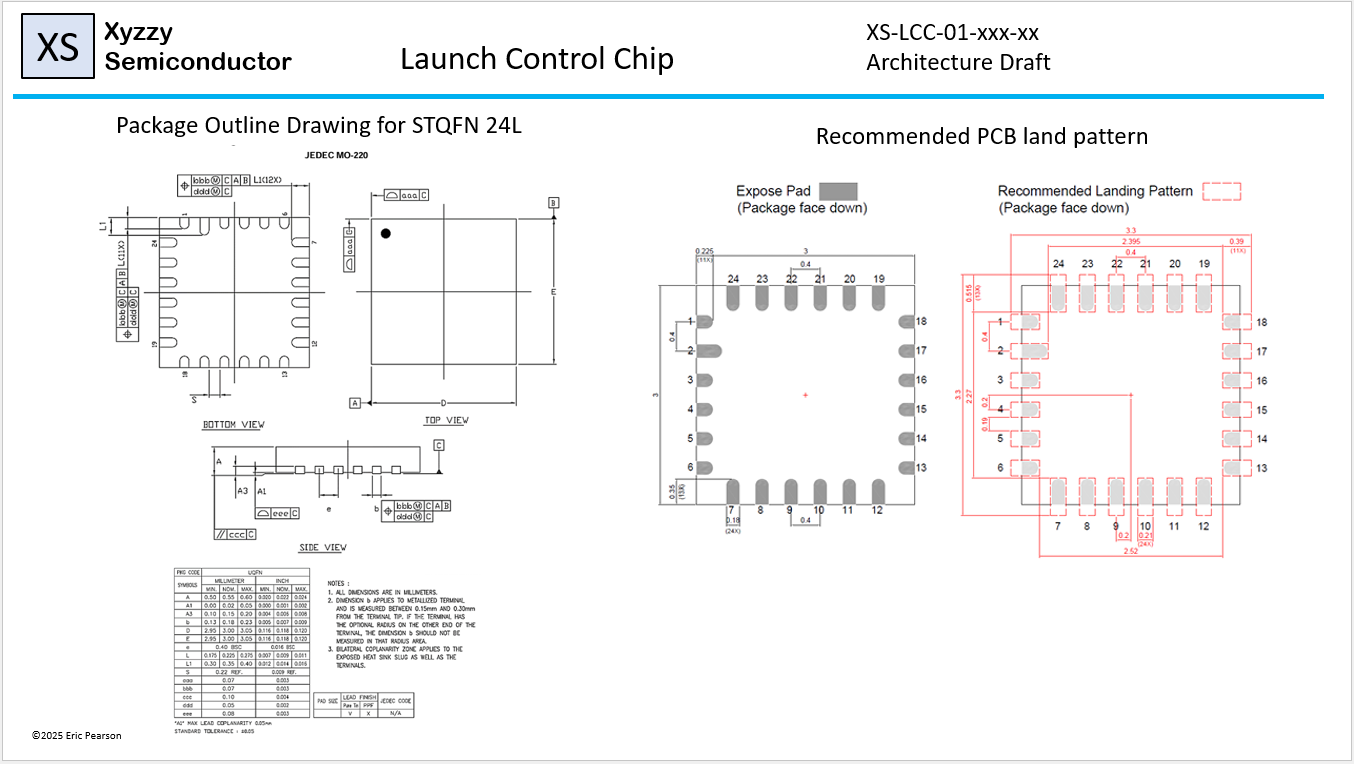 XS
Xyzzy
Semiconductor
Launch Control Chip
XS-LCC-01-xxx-xx
Architecture Draft
Package Outline Drawing for STQFN 24L
JEDEC MO-220
Recommended PCB land pattern
bbb Ⓜ C A B L1(12X)
ddd Ⓜ C
1
6
L1
L(11X)
24
7
bbb Ⓜ C A B
ddd Ⓜ C
19
12
18
13
S
BOTTOM VIEW
aaa C
B
aaa C
E
A
D
TOP VIEW
C
A
A3
A1
eee C
e
b
bbb Ⓜ C A B
ddd Ⓜ C
// ccc C
SIDE VIEW
PKG CODE UQFN
SYMBOLS MILLIMETER INCH
MIN. NOM. MAX. MIN. NOM. MAX.
A 0.50 0.55 0.60 0.020 0.022 0.024
A1 0.00 0.02 0.05 0.000 0.001 0.002
A3 0.10 0.15 0.20 0.004 0.006 0.008
b 0.13 0.18 0.23 0.005 0.007 0.009
D 2.95 3.00 3.05 0.116 0.118 0.120
E 2.95 3.00 3.05 0.116 0.118 0.120
e 0.40 BSC 0.016 BSC
L 0.175 0.225 0.275 0.007 0.009 0.011
L1 0.30 0.35 0.40 0.012 0.014 0.016
S 0.22 REF. 0.009 REF.
aaa 0.07 0.003
bbb 0.07 0.003
ccc 0.10 0.004
ddd 0.05 0.002
eee 0.08 0.003
*A1* MAX LEAD COPLANARITY 0.05mm
STANDARD TOLERANCE : ±0.05
NOTES :
1. ALL DIMENSIONS ARE IN MILLIMETERS.
2. DIMENSION b APPLIES TO METALLIZED TERMINAL
AND IS MEASURED BETWEEN 0.15mm AND 0.30mm
FROM THE TERMINAL TIP. IF THE TERMINAL HAS
THE OPTIONAL RADIUS ON THE OTHER END OF THE
TERMINAL, THE DIMENSION b SHOULD NOT BE
MEASURED IN THAT RADIUS AREA.
3. BILATERAL COPLANARITY ZONE APPLIES TO THE
EXPOSED HEAT SINK SLUG AS WELL AS THE
TERMINALS.
PAD SIZE LEAD FINISH JEDEC CODE
Pure Tin PPF
V X N/A
Expose Pad
(Package face down)
0.225
(11X)
3
0.4
24 23 22 21 20 19
1
2
3
4
5
6
18
17
16
15
14
13
0.4
3
0.35
(13X)
7 8 9 10 11 12
0.18
(24X)
0.4
Recommended Landing Pattern
(Package face down)
3.3
2.395
0.39
(11X)
0.4
24 23 22 21 20 19
0.515
(13X)
1
2
3
4
5
6
18
17
16
15
14
13
0.4
3.3
2.27
0.2
0.19
7 8 9 10 11 12
0.2
0.21
(24X)
2.52
©2025 Eric Pearson